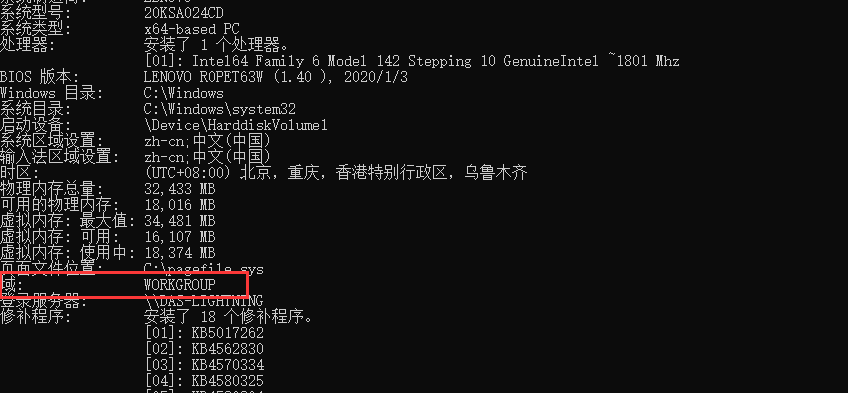 系统型号: 20KSA024CD
系统类型: x64-based PC
处理器: 安装了 1 个处理器。
[01]: Intel64 Family 6 Model 142 Stepping 10 GenuineIntel ~1801 Mhz
BIOS 版本: LENOVO R0PET63W (1.40 ), 2020/1/3
Windows 目录: C:\Windows
系统目录: C:\Windows\system32
启动设备: \Device\HarddiskVolume1
系统区域设置: zh-cn;中文(中国)
输入法区域设置: zh-cn;中文(中国)
时区: (UTC+08:00) 北京，重庆，香港特别行政区，乌鲁木齐
物理内存总量: 32,433 MB
可用的物理内存: 18,016 MB
虚拟内存: 最大值: 34,481 MB
虚拟内存: 可用: 16,107 MB
虚拟内存: 使用中: 18,374 MB
页面文件位置: C:\pagefile.sys
域: WORKGROUP
登录服务器: \\DAS-LIGHTNING
修补程序: 安装了 18 个修补程序。
[01]: KB5017262
[02]: KB4562830
[03]: KB4570334
[04]: KB4580325